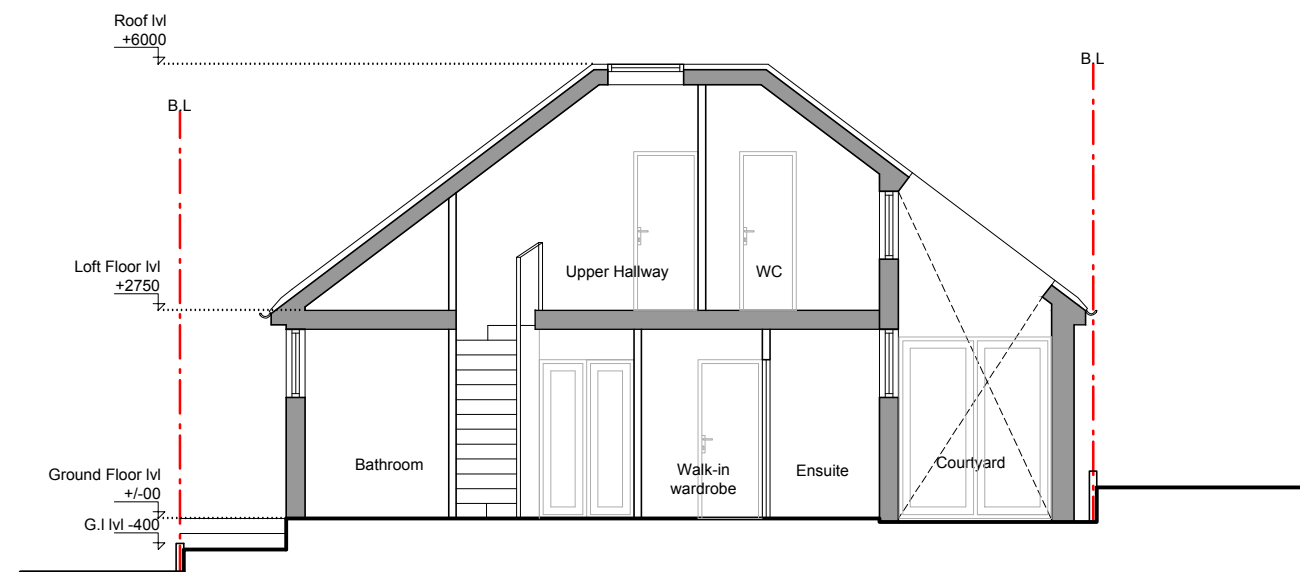 Roof lvl
+6000
B.L
B.L
Loft Floor lvl
+2750
Upper Hallway
WC
Bathroom
Walk-in
wardrobe
Ensuite
Courtyard
Ground Floor lvl
+/-00
G.l lvl -400